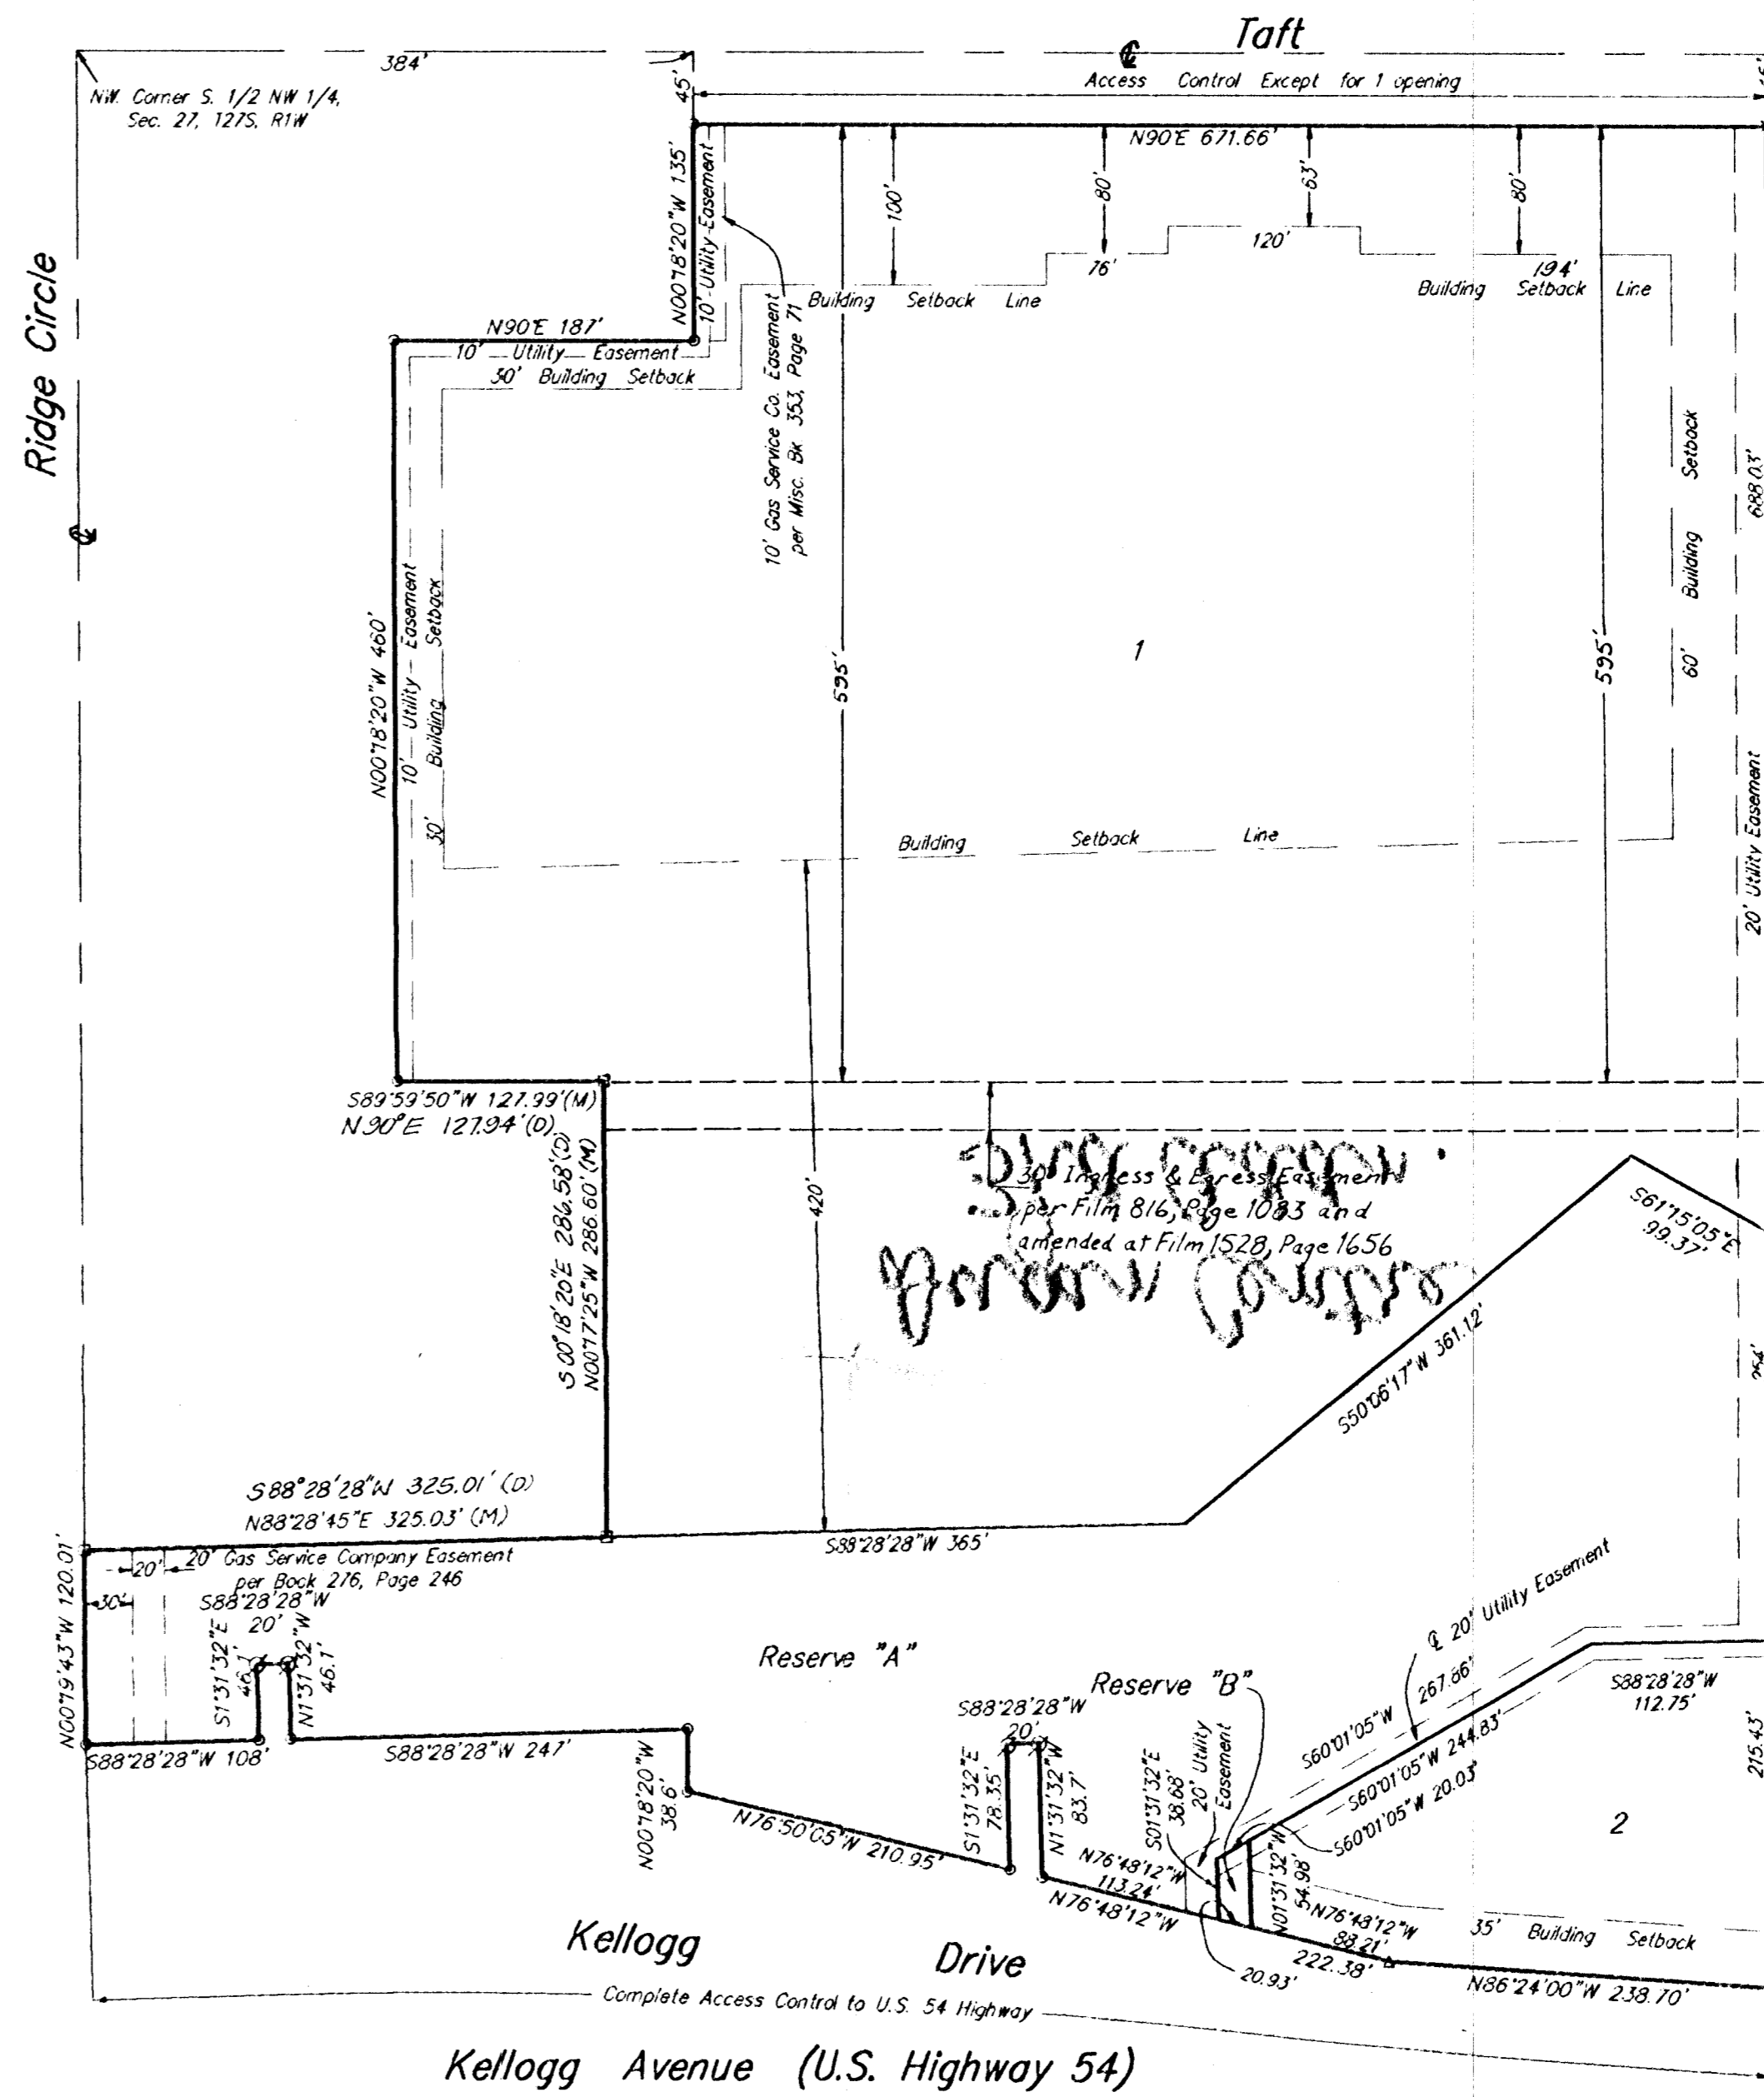 Taft
384'
45'
Access Control Except for 1 opening
NW. Corner S. 1/2 NW 1/4,
Sec. 27, T27S, R1W
N90°E 671.66'
N00°18'20"W 135'
10' Utility Easement
100'
80'
63'
80'
76'
120'
194'
Building Setback Line
Building Setback Line
10' Gas Service Co. Easement
per Misc. Bk 353, Page 71
Ridge Circle
N90°E 187'
10' Utility Easement
30' Building Setback
N00°18'20"W 460'
10' Utility Easement
30' Building Setback
595'
1
595'
60' Building Setback
688.03'
20' Utility Easement
Building Setback Line
S89°59'50"W 127.99'(M)
N.90°E 127.94'(D)
S00°18'20"E 286.58'(D)
N00°17'25"W 286.60'(M)
420'
30' Ingress & Egress Easement
per Film 816, Page 1083 and
amended at Film 1528, Page 1656
S61°15'05"E
99.37'
S50°06'17"W 361.12'
S88°28'28"W 325.01' (D)
N88°28'45"E 325.03' (M)
S88°28'28"W 365'
N00°19'43"W 120.01'
20'
20' Gas Service Company Easement
per Book 276, Page 246
30'
S88°28'28"W
20'
S1°31'32"E
46.1'
N1°31'32"W
46.1'
S88°28'28"W 108'
S88°28'28"W 247'
Reserve "A"
N00°18'20"W
38.6'
N76°50'05"W 210.95'
S88°28'28"W
20'
S1°31'32"E
78.35'
N1°31'32"W
83.7'
Reserve "B"
20' Utility
Easement
S01°31'32"E
38.68'
℄ 20' Utility Easement
S60°01'05"W 267.86'
S60°01'05"W 244.83'
S60°01'05"W 20.03'
S88°28'28"W
112.75'
215.43'
2
N76°48'12"W
113.24'
N76°48'12"W
N01°31'32"W
54.98'
N76°48'12"W
88.21'
222.38'
20.93'
35' Building Setback
N86°24'00"W 238.70'
Kellogg Drive
Complete Access Control to U.S. 54 Highway
Kellogg Avenue (U.S. Highway 54)